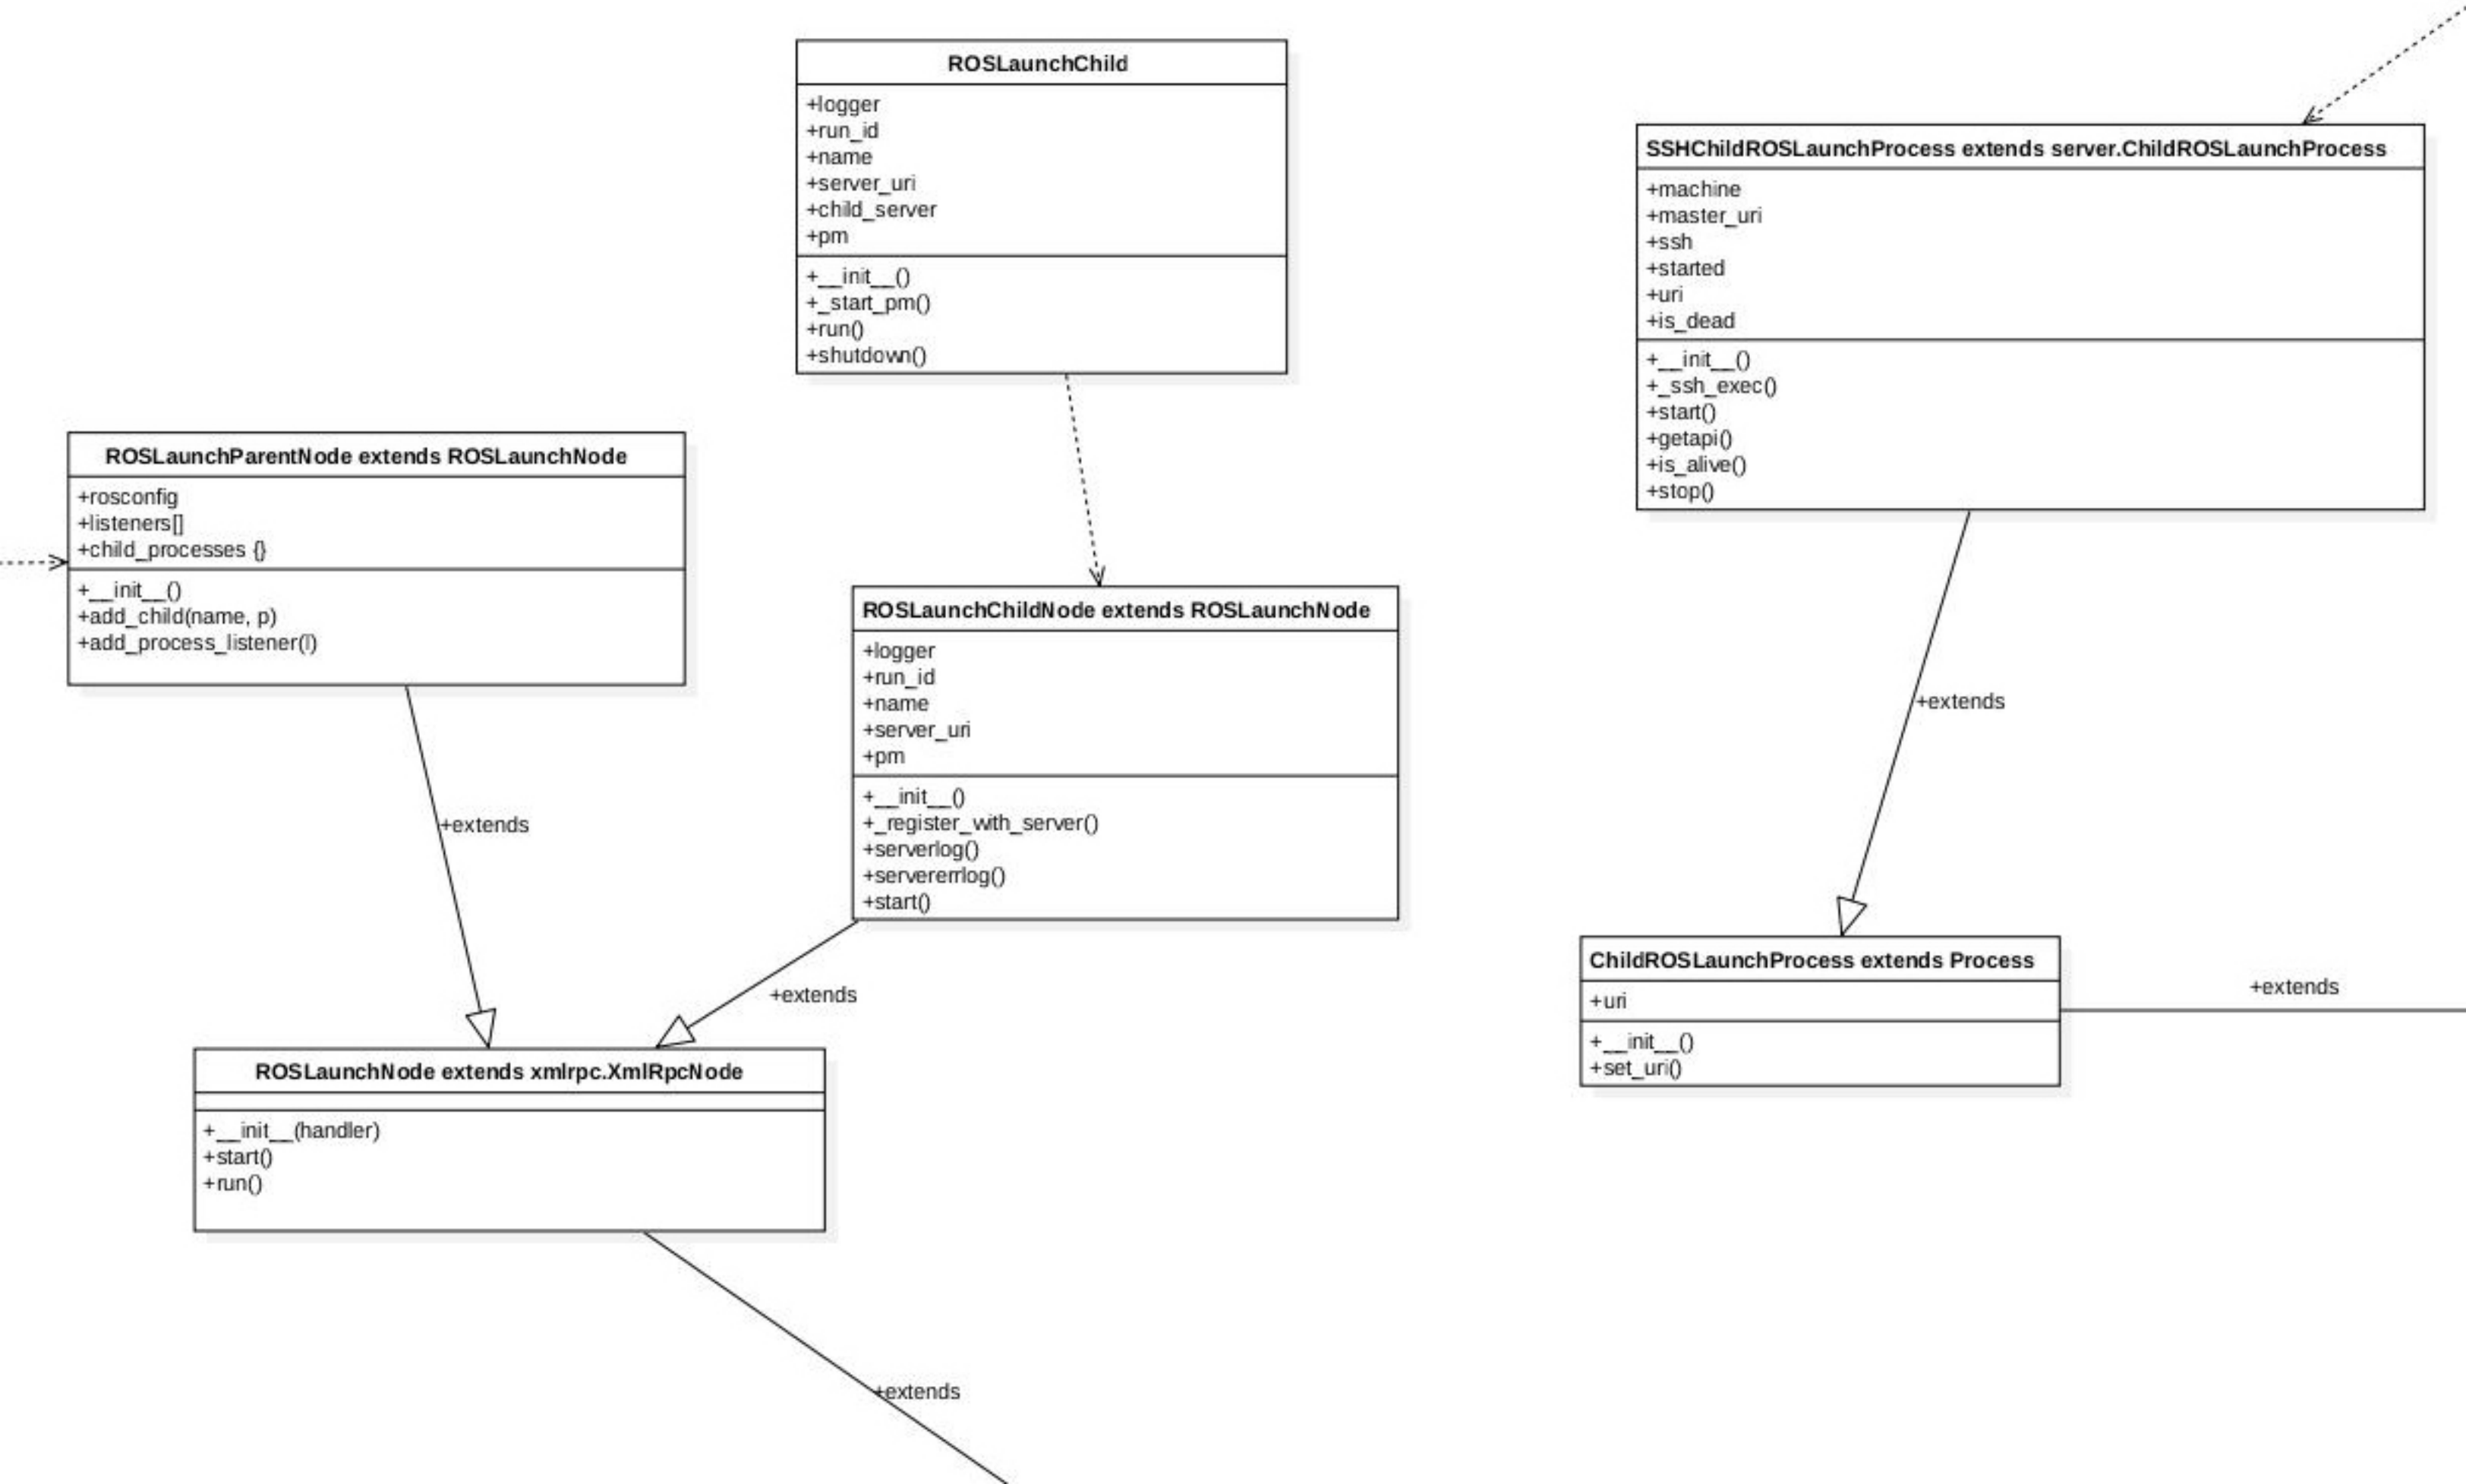 ROSLaunchChild
+logger
+run_id
+name
+server_uri
+child_server
+pm
+__init__()
+_start_pm()
+run()
+shutdown()
SSHChildROSLaunchProcess extends server.ChildROSLaunchProcess
+machine
+master_uri
+ssh
+started
+uri
+is_dead
+__init__()
+_ssh_exec()
+start()
+getapi()
+is_alive()
+stop()
ROSLaunchParentNode extends ROSLaunchNode
+rosconfig
+listeners[]
+child_processes {}
+__init__()
+add_child(name, p)
+add_process_listener(l)
ROSLaunchChildNode extends ROSLaunchNode
+logger
+run_id
+name
+server_uri
+pm
+__init__()
+_register_with_server()
+serverlog()
+servererrlog()
+start()
+extends
+extends
+extends
ChildROSLaunchProcess extends Process
+uri
+__init__()
+set_uri()
+extends
ROSLaunchNode extends xmlrpc.XmlRpcNode
+__init__(handler)
+start()
+run()
+extends